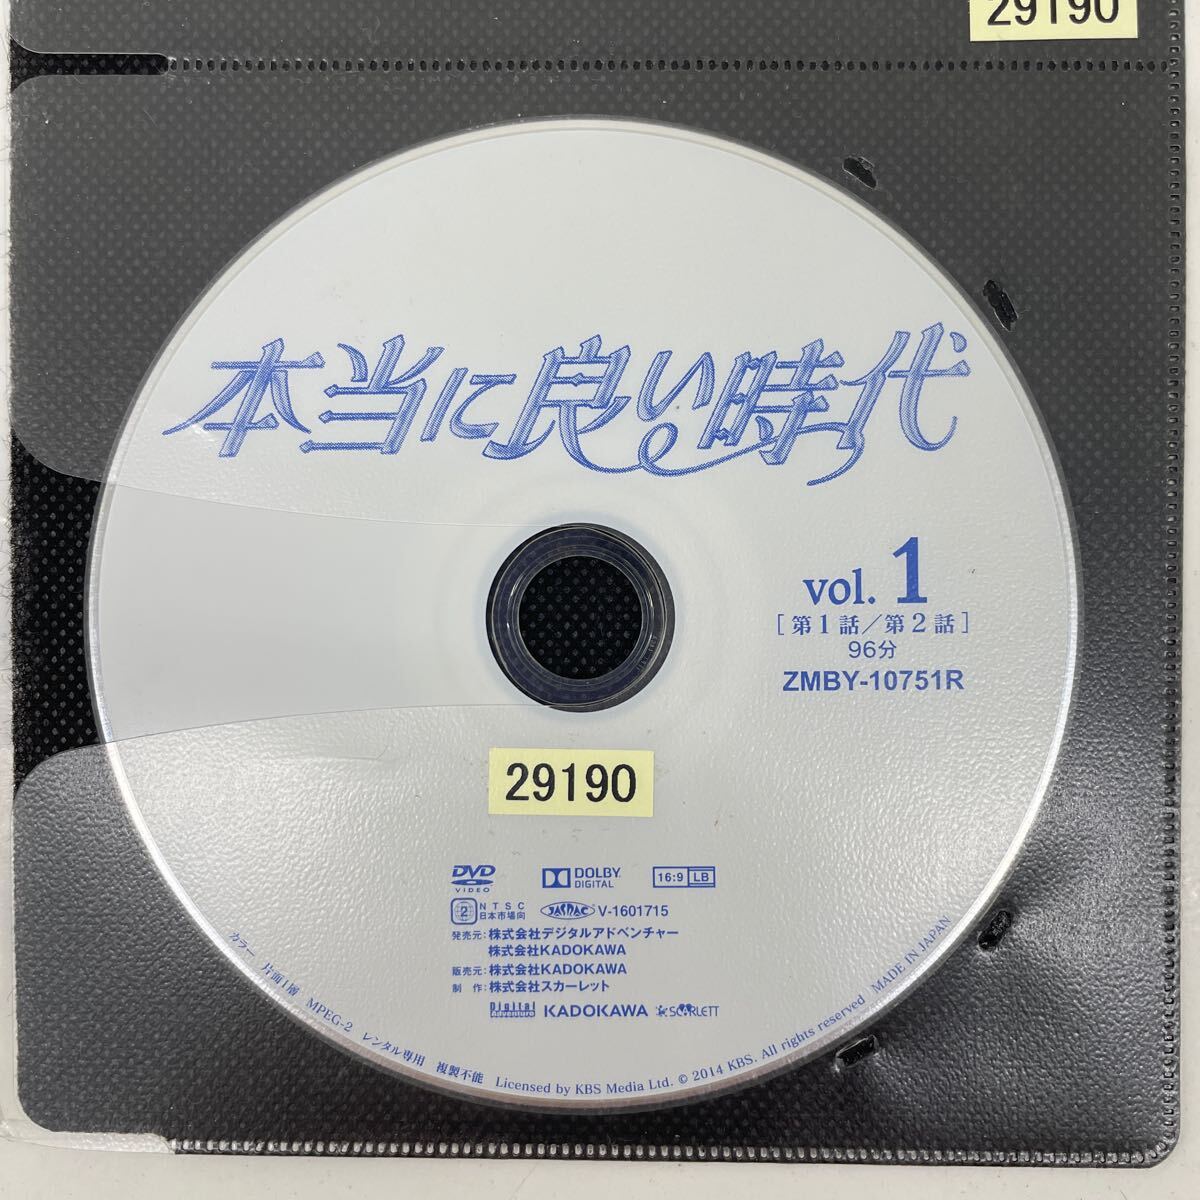 29190
本当に良い時代
vol. 1
[ 第1話／第2話 ]
96分
ZMBY-10751R
29190
DVD VIDEO
DOLBY DIGITAL
16:9 LB
2 NTSC 日本市場向
JASRAC V-1601715
発売元: 株式会社デジタルアドベンチャー
株式会社KADOKAWA
販売元: 株式会社KADOKAWA
制 作: 株式会社スカーレット
Digital Adventure KADOKAWA SCARLETT
カラー 片面1層 MPEG-2 レンタル専用 複製不能 Licensed by KBS Media Ltd. © 2014 KBS. All rights reserved MADE IN JAPAN